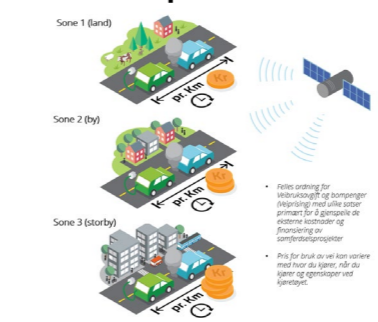 Sone 1 (land)
Kr
pr. Km
Sone 2 (by)
Kr
pr. Km
Sone 3 (storby)
Kr
pr. Km
• Felles ordning for
Veibruksavgift og bompenger
(Veiprising) med ulike satser
primært for å gjenspeile de
eksterne kostnader og
finansiering av
samferdselsprosjekter
• Pris for bruk av vei kan variere
med hvor du kjører, når du
kjører og egenskaper ved
kjøretøyet.